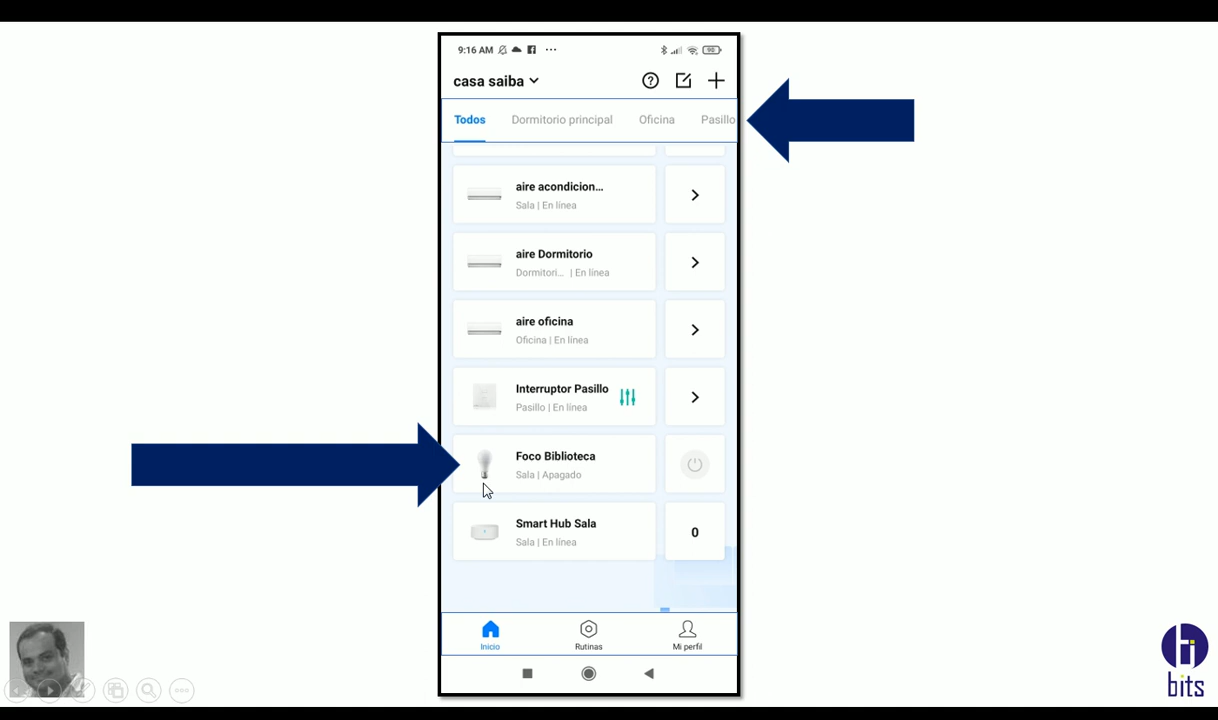 9:16 AM
90
casa saiba
Todos Dormitorio principal Oficina Pasillo
aire acondicion...
Sala | En línea
aire Dormitorio
Dormitori... | En línea
aire oficina
Oficina | En línea
Interruptor Pasillo
Pasillo | En línea
Foco Biblioteca
Sala | Apagado
Smart Hub Sala
Sala | En línea
0
Inicio Rutinas Mi perfil
bits